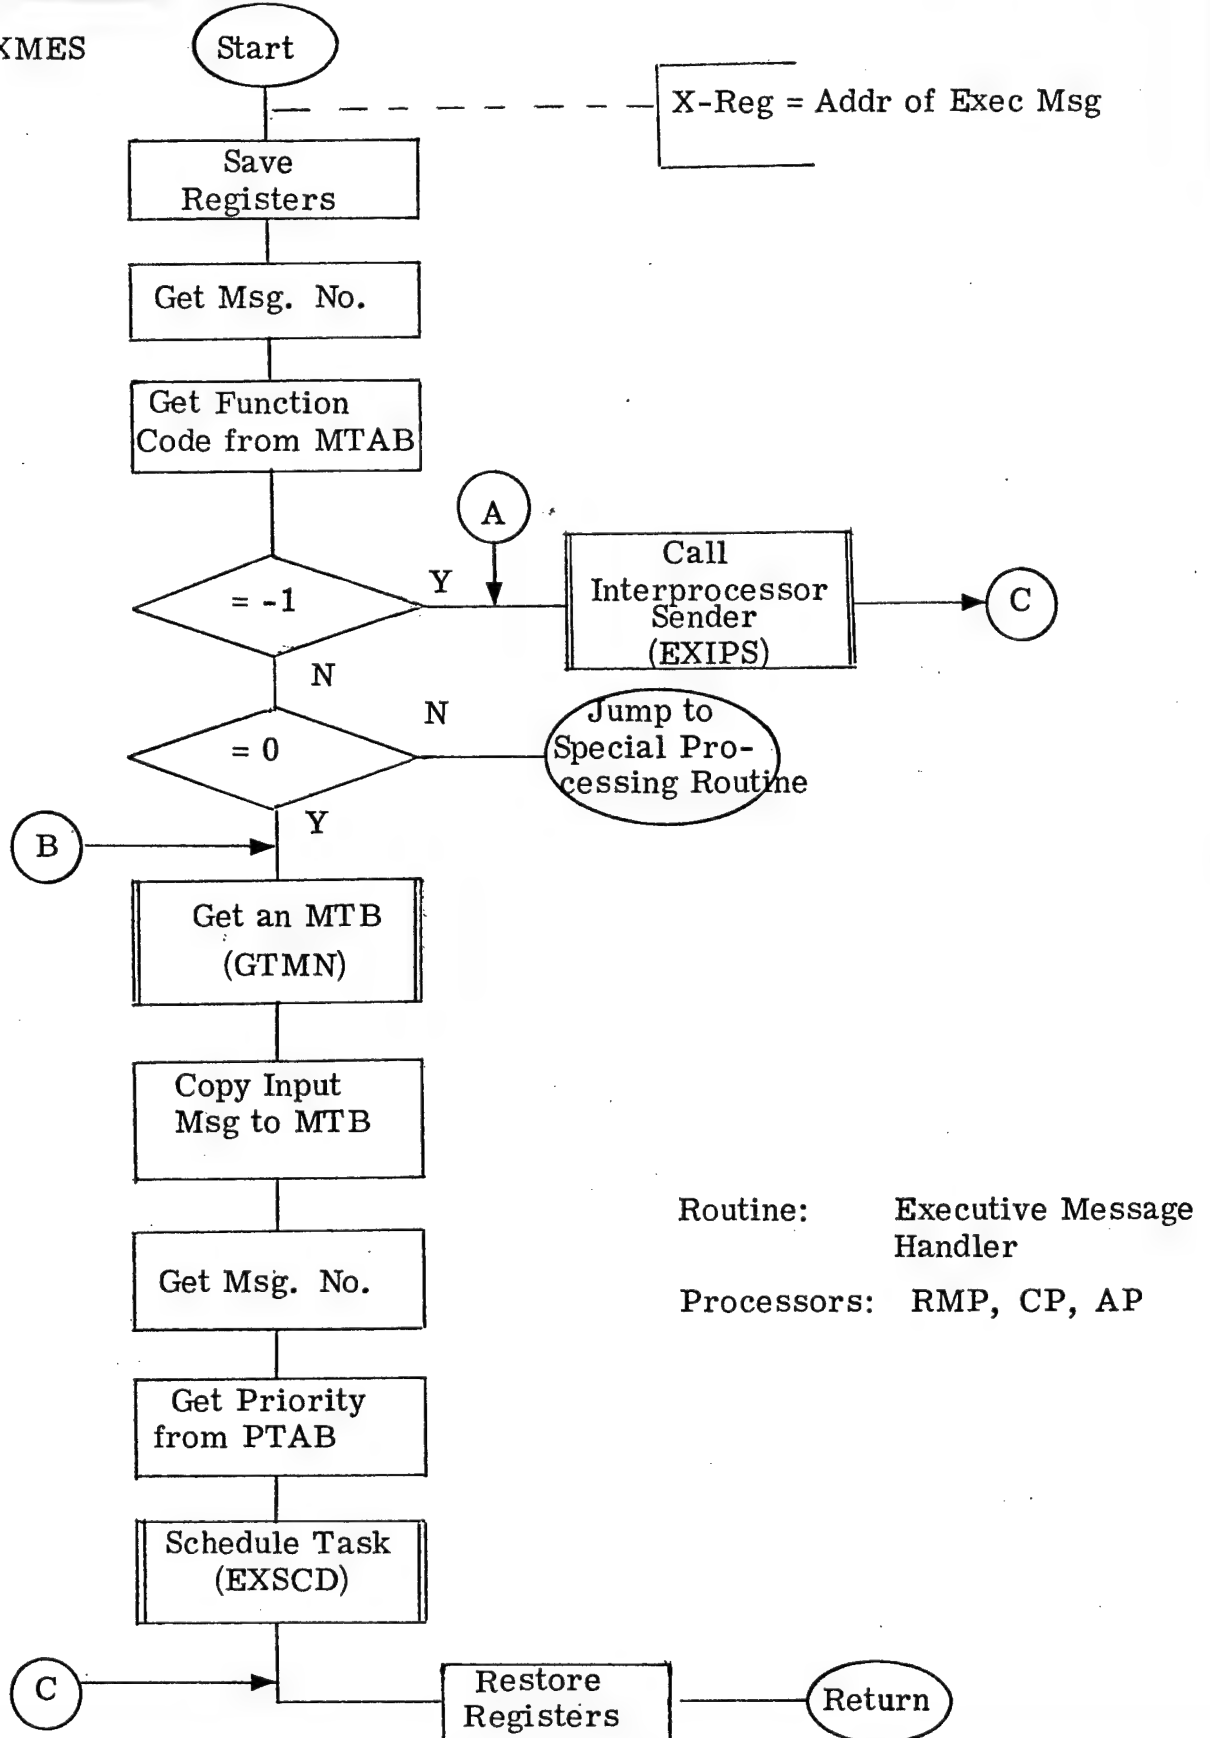 XMES
Start
X-Reg = Addr of Exec Msg
Save
Registers
Get Msg. No.
Get Function
Code from MTAB
A
= -1
Y
Call
Interprocessor
Sender
(EXIPS)
C
N
= 0
N
Jump to
Special Pro-
cessing Routine
Y
B
Get an MTB
(GTMN)
Copy Input
Msg to MTB
Get Msg. No.
Routine: Executive Message
Handler
Processors: RMP, CP, AP
Get Priority
from PTAB
Schedule Task
(EXSCD)
C
Restore
Registers
Return